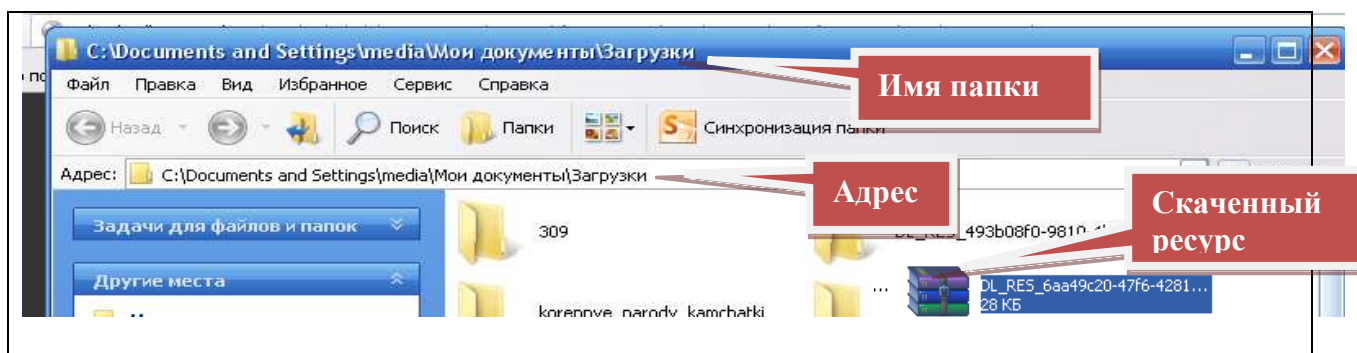 C:\Documents and Settings\media\Мои документы\Загрузки
Имя папки
Файл Правка Вид Избранное Сервис Справка
Назад Поиск Папки Синхронизация папки
Адрес: C:\Documents and Settings\media\Мои документы\Загрузки
Адрес
Скаченный
ресурс
Задачи для файлов и папок
309
DL_RES_493b08f0-9810-
Другие места
... DL_RES_6aa49c20-47f6-4281...
28 КБ
korennye_narody_kamchatki